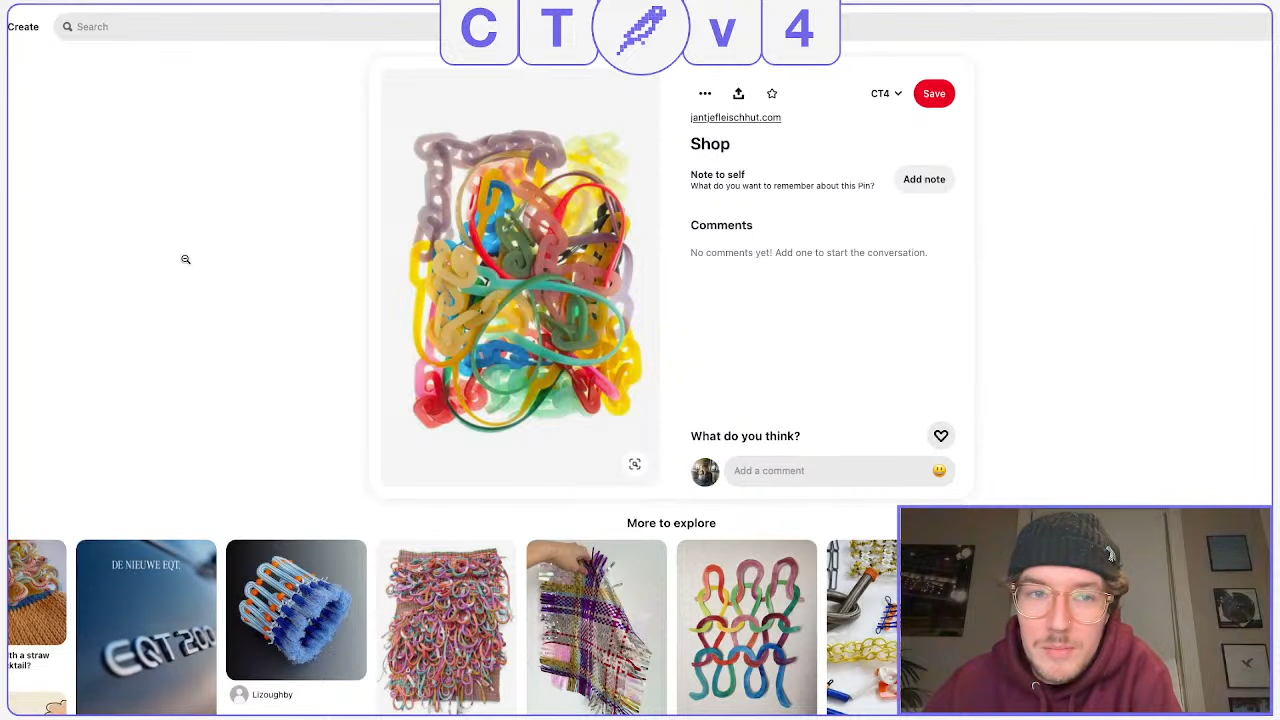 C T v 4
Create
Search
CT4
Save
jantjefleischhut.com
Shop
Note to self
What do you want to remember about this Pin?
Add note
Comments
No comments yet! Add one to start the conversation.
What do you think?
Add a comment
More to explore
DE NIEUWE EQT.
th a straw
Lizoughby